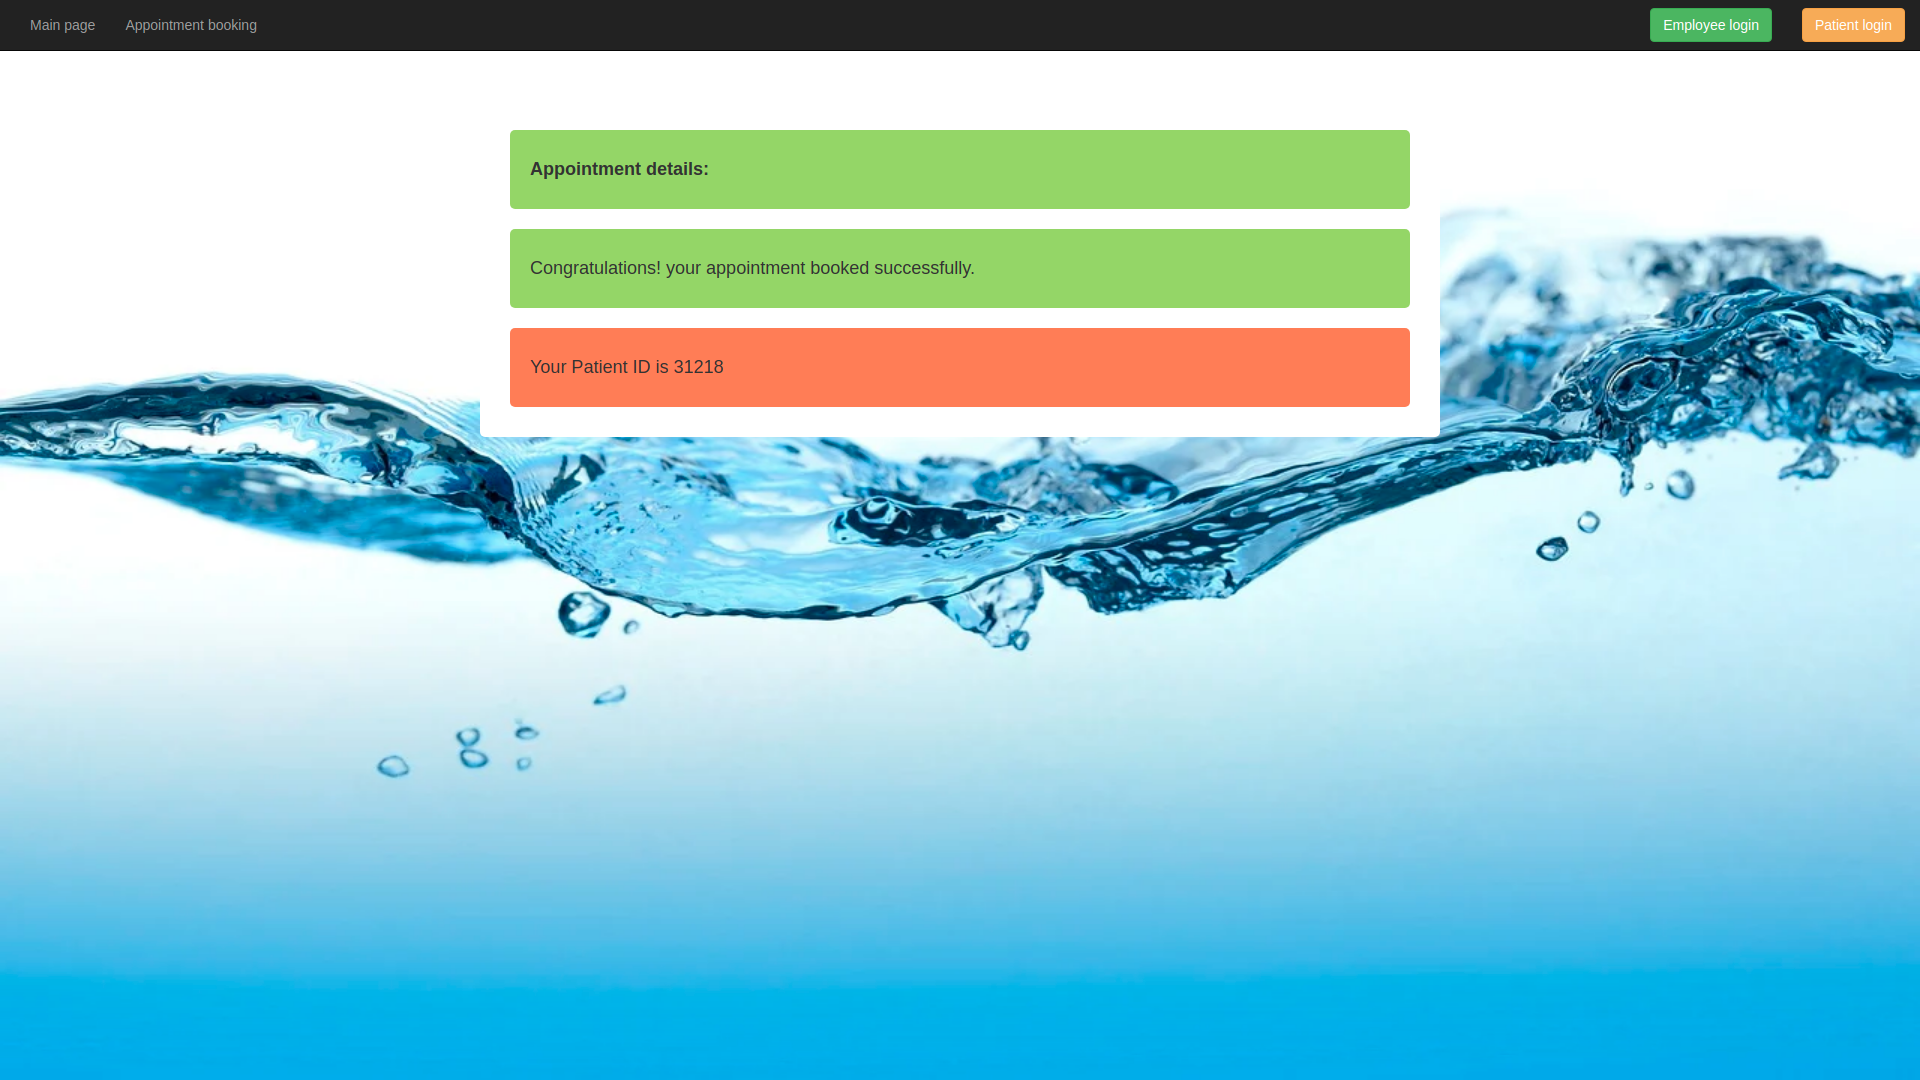 Main page
Appointment booking
Employee login
Patient login
Appointment details:
Congratulations! your appointment booked successfully.
Your Patient ID is 31218